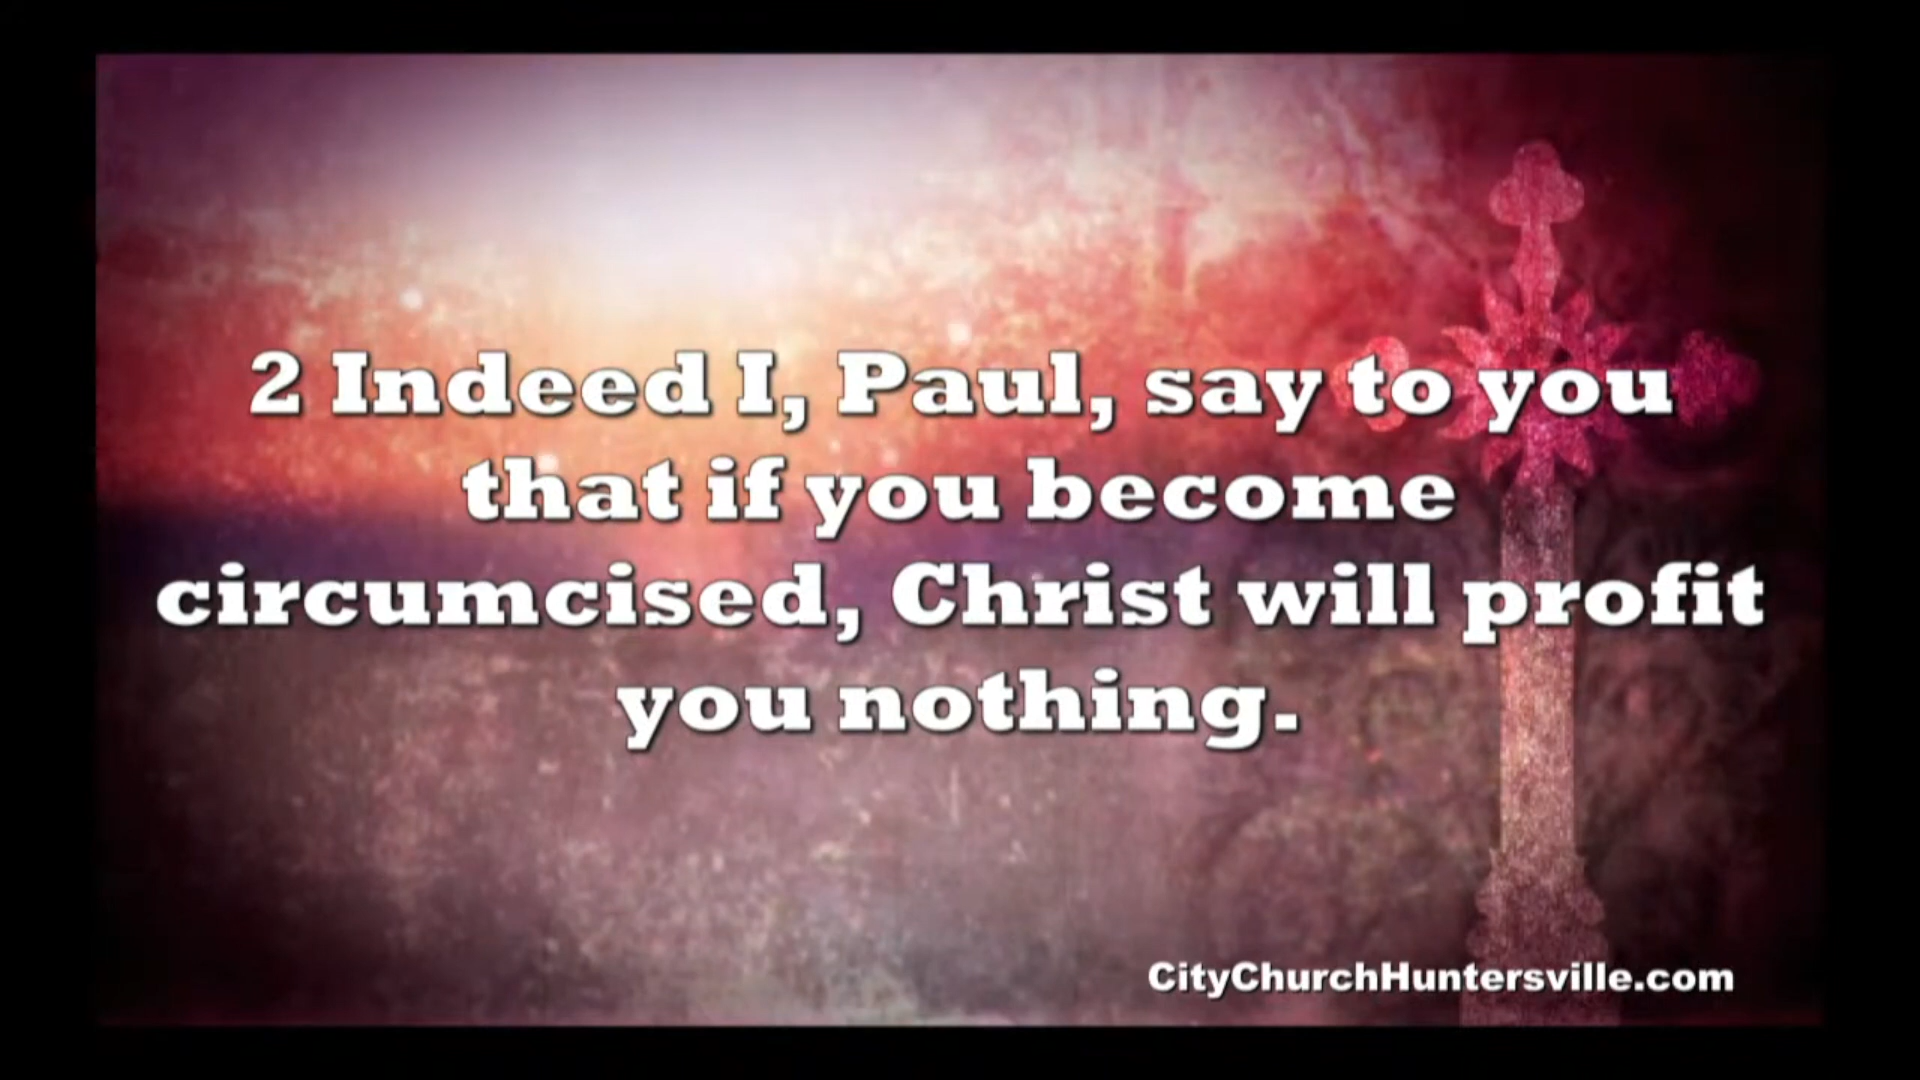 2 Indeed I, Paul, say to you
that if you become
circumcised, Christ will profit
you nothing.
CityChurchHuntersville.com